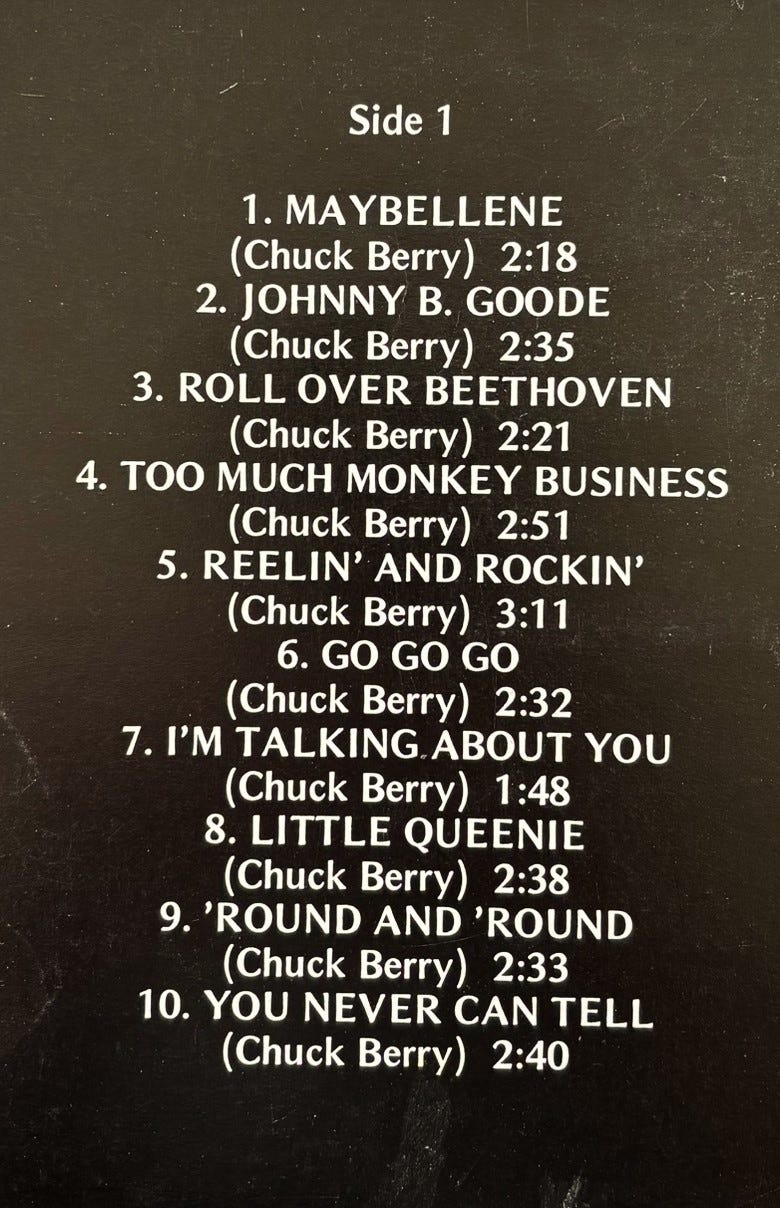 Side 1
1. MAYBELLENE
(Chuck Berry) 2:18
2. JOHNNY B. GOODE
(Chuck Berry) 2:35
3. ROLL OVER BEETHOVEN
(Chuck Berry) 2:21
4. TOO MUCH MONKEY BUSINESS
(Chuck Berry) 2:51
5. REELIN’ AND ROCKIN’
(Chuck Berry) 3:11
6. GO GO GO
(Chuck Berry) 2:32
7. I’M TALKING ABOUT YOU
(Chuck Berry) 1:48
8. LITTLE QUEENIE
(Chuck Berry) 2:38
9. ’ROUND AND ’ROUND
(Chuck Berry) 2:33
10. YOU NEVER CAN TELL
(Chuck Berry) 2:40